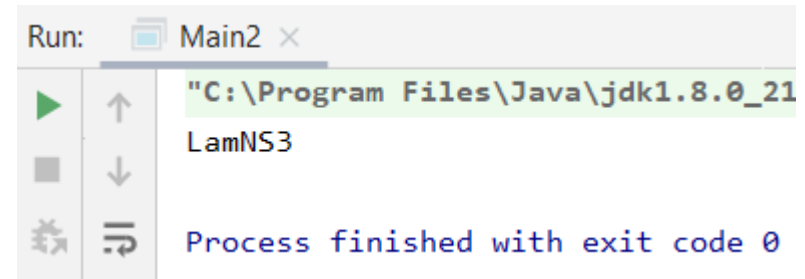 Run: Main2
"C:\Program Files\Java\jdk1.8.0_21
LamNS3
Process finished with exit code 0